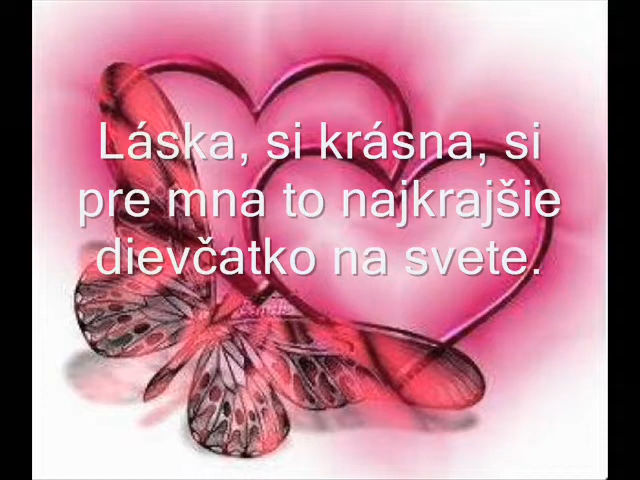 Láska, si krásna, si
pre mna to najkrajšie
dievčatko na svete.